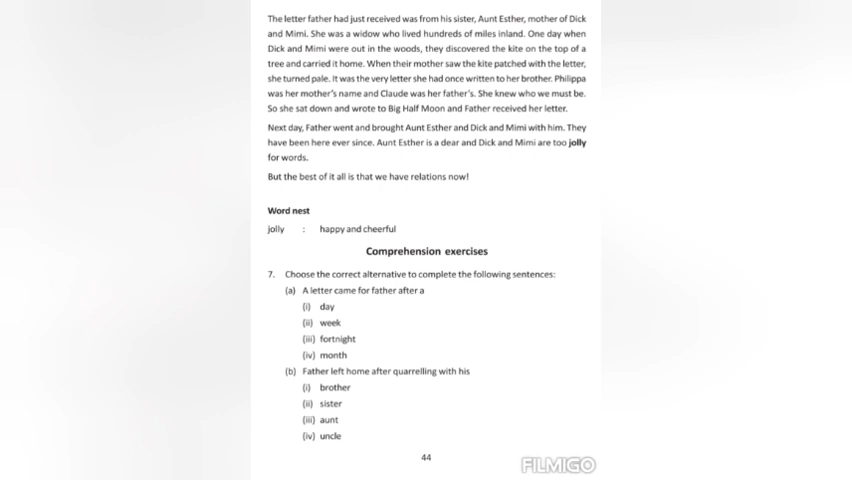 The letter father had just received was from his sister, Aunt Esther, mother of Dick
and Mimi. She was a widow who lived hundreds of miles inland. One day when
Dick and Mimi were out in the woods, they discovered the kite on the top of a
tree and carried it home. When their mother saw the kite patched with the letter,
she turned pale. It was the very letter she had once written to her brother. Philippa
was her mother's name and Claude was her father's. She knew who we must be.
So she sat down and wrote to Big Half Moon and Father received her letter.
Next day, Father went and brought Aunt Esther and Dick and Mimi with him. They
have been here ever since. Aunt Esther is a dear and Dick and Mimi are too jolly
for words.
But the best of it all is that we have relations now!
Word nest
jolly : happy and cheerful
Comprehension exercises
7. Choose the correct alternative to complete the following sentences:
(a) A letter came for father after a
(i) day
(ii) week
(iii) fortnight
(iv) month
(b) Father left home after quarrelling with his
(i) brother
(ii) sister
(iii) aunt
(iv) uncle
44
FILMIGO